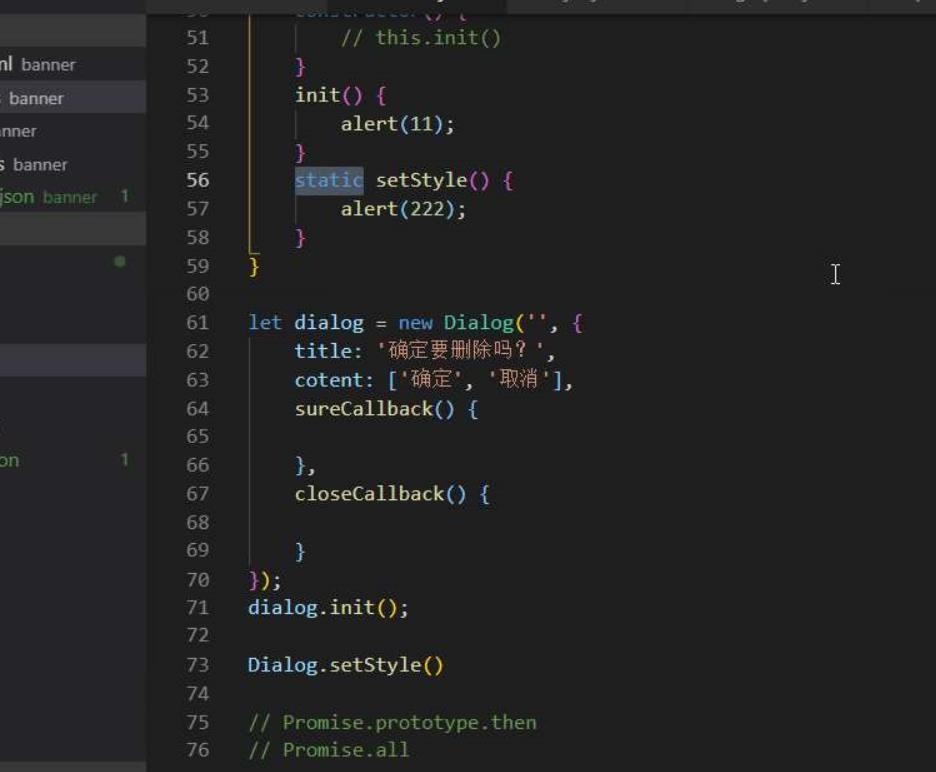 nl banner
banner
nner
s banner
json banner 1
on 1
constructor() {
51 // this.init()
52 }
53 init() {
54 alert(11);
55 }
56 static setStyle() {
57 alert(222);
58 }
59 }
60
61 let dialog = new Dialog('', {
62 title: '确定要删除吗？',
63 cotent: ['确定', '取消'],
64 sureCallback() {
65
66 },
67 closeCallback() {
68
69 }
70 });
71 dialog.init();
72
73 Dialog.setStyle()
74
75 // Promise.prototype.then
76 // Promise.all